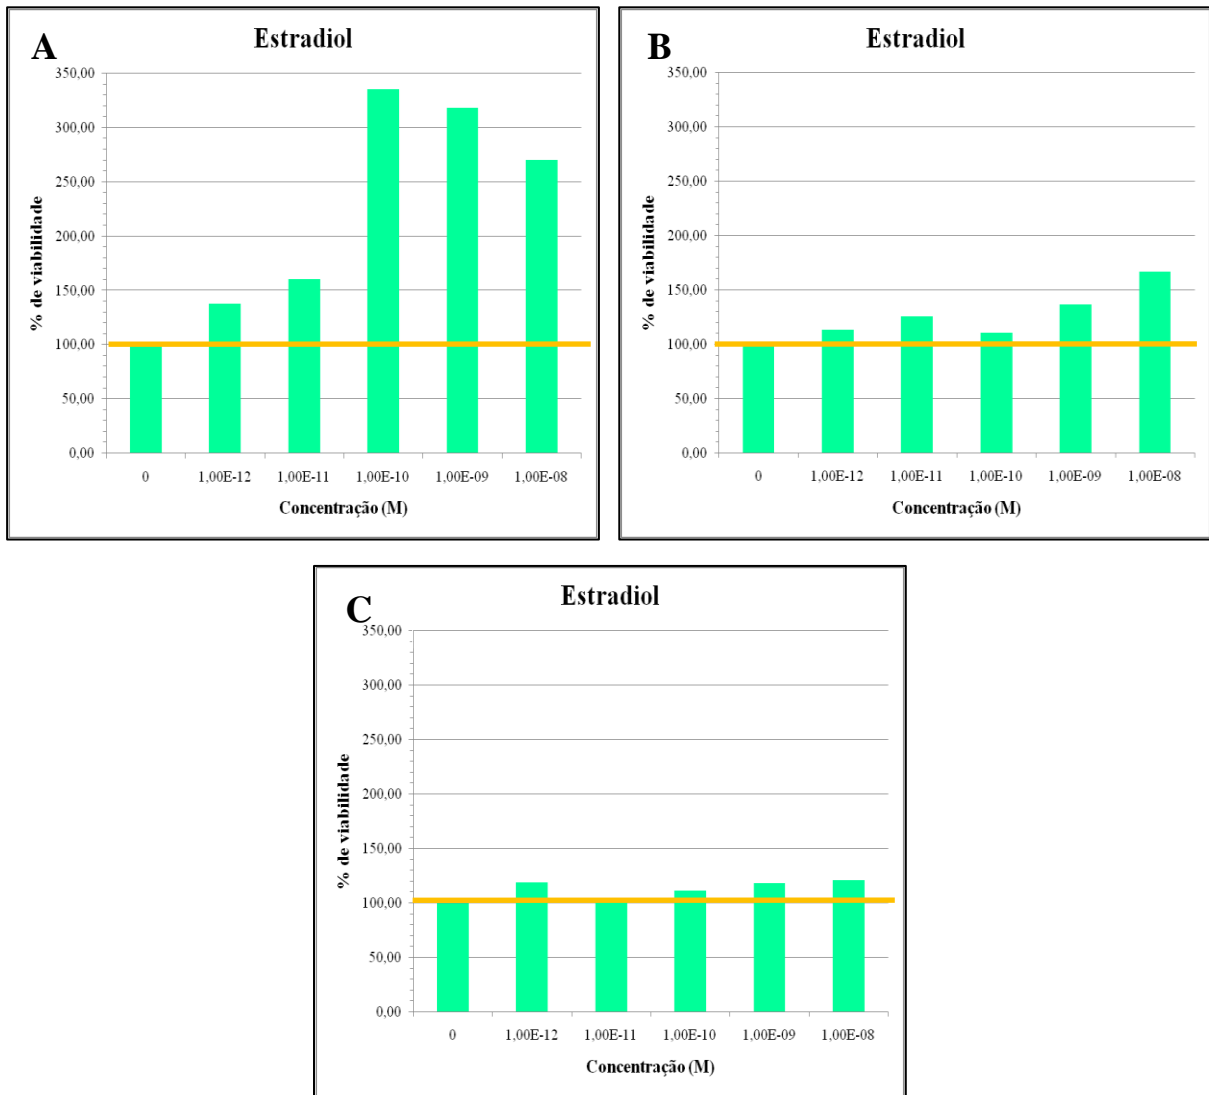 A
Estradiol
% de viabilidade
350,00
300,00
250,00
200,00
150,00
100,00
50,00
0,00
0 1,00E-12 1,00E-11 1,00E-10 1,00E-09 1,00E-08
Concentração (M)
B
Estradiol
% de viabilidade
350,00
300,00
250,00
200,00
150,00
100,00
50,00
0,00
0 1,00E-12 1,00E-11 1,00E-10 1,00E-09 1,00E-08
Concentração (M)
C
Estradiol
% de viabilidade
350,00
300,00
250,00
200,00
150,00
100,00
50,00
0,00
0 1,00E-12 1,00E-11 1,00E-10 1,00E-09 1,00E-08
Concentração (M)